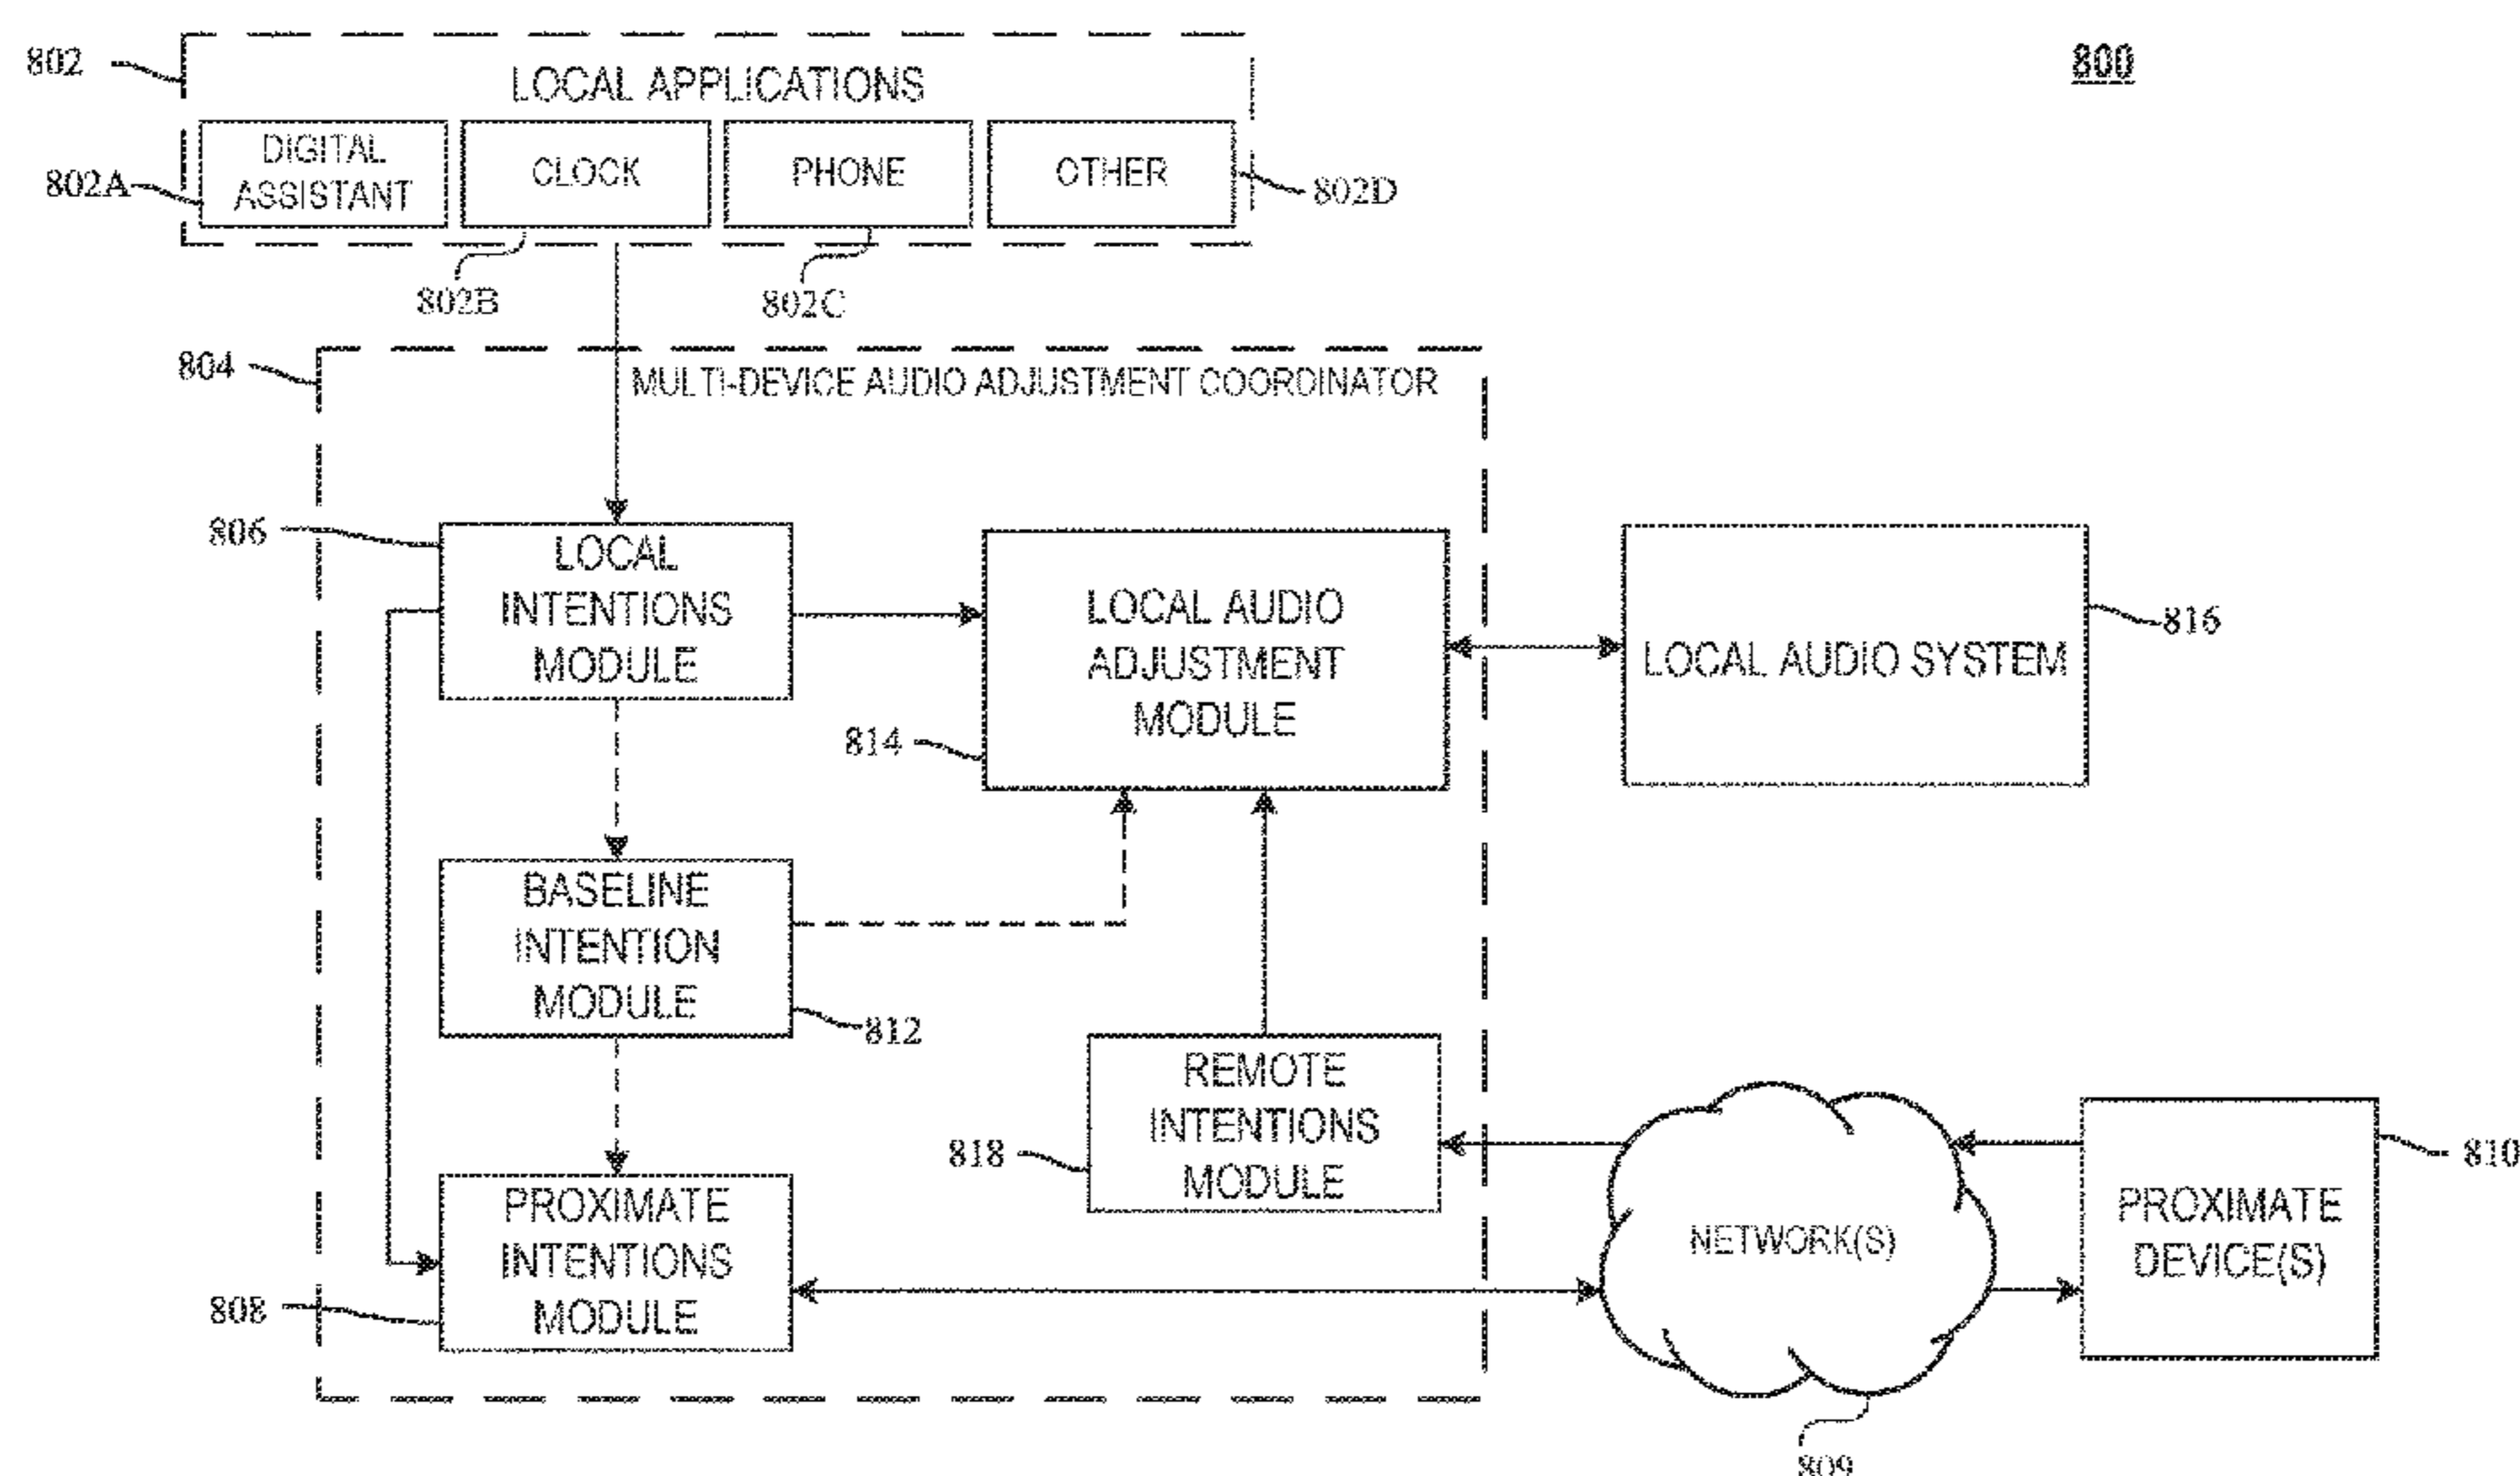 800
802
LOCAL APPLICATIONS
DIGITAL
ASSISTANT
CLOCK
PHONE
OTHER
802A
802D
802B
802C
804
MULTI-DEVICE AUDIO ADJUSTMENT COORDINATOR
806
LOCAL
INTENTIONS
MODULE
LOCAL AUDIO
ADJUSTMENT
MODULE
814
LOCAL AUDIO SYSTEM
816
BASELINE
INTENTION
MODULE
812
REMOTE
INTENTIONS
MODULE
818
PROXIMATE
INTENTIONS
MODULE
808
NETWORK(S)
809
PROXIMATE
DEVICE(S)
810